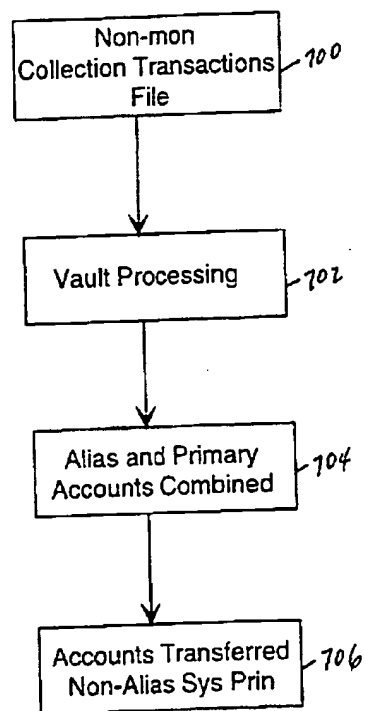 Non-mon
Collection Transactions
File
700
Vault Processing
702
Alias and Primary
Accounts Combined
704
Accounts Transferred
Non-Alias Sys Prin
706